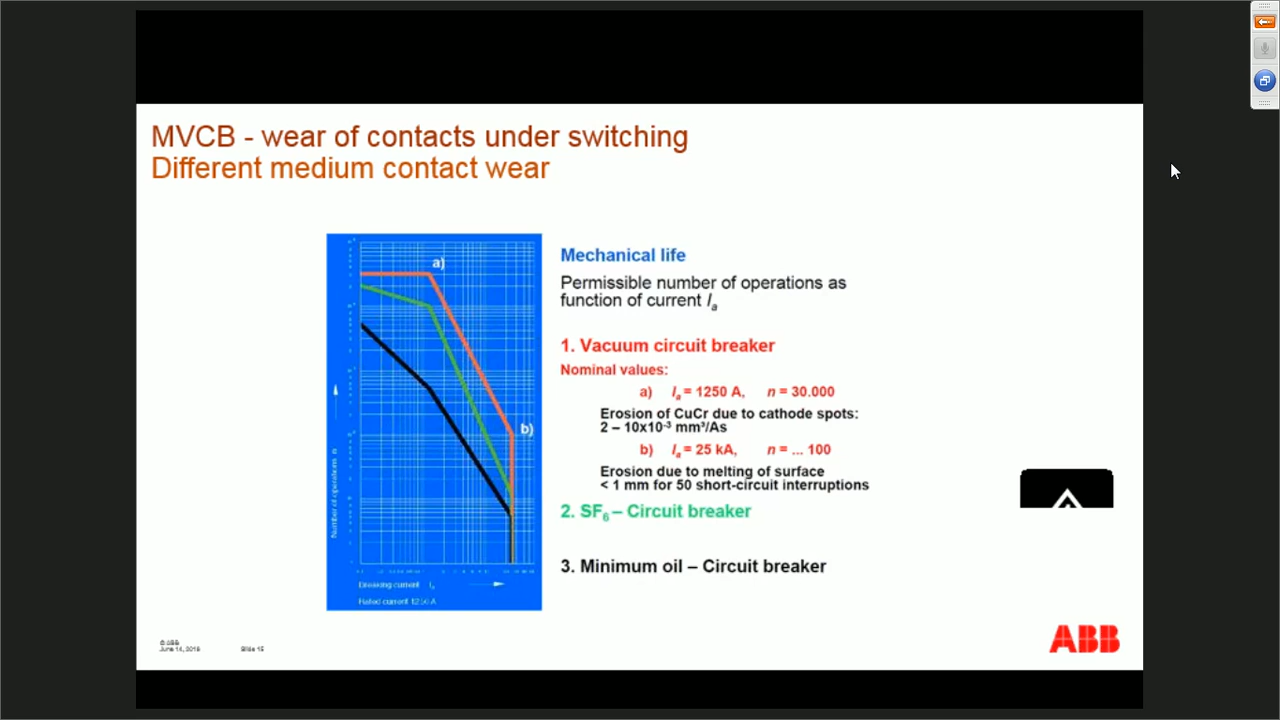 MVCB - wear of contacts under switching
Different medium contact wear
a)
b)
Number of operations n
Breaking current Ia
Rated current 1250 A
Mechanical life
Permissible number of operations as
function of current Ia
1. Vacuum circuit breaker
Nominal values:
a) Ia = 1250 A, n = 30.000
Erosion of CuCr due to cathode spots:
2 – 10x10-3 mm³/As
b) Ia = 25 kA, n = ... 100
Erosion due to melting of surface
< 1 mm for 50 short-circuit interruptions
2. SF6 – Circuit breaker
3. Minimum oil – Circuit breaker
© ABB
Slide 15
ABB